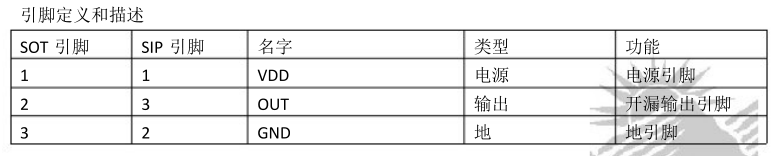 引脚定义和描述
SOT 引脚 SIP 引脚 名字 类型 功能
1 1 VDD 电源 电源引脚
2 3 OUT 输出 开漏输出引脚
3 2 GND 地 地引脚